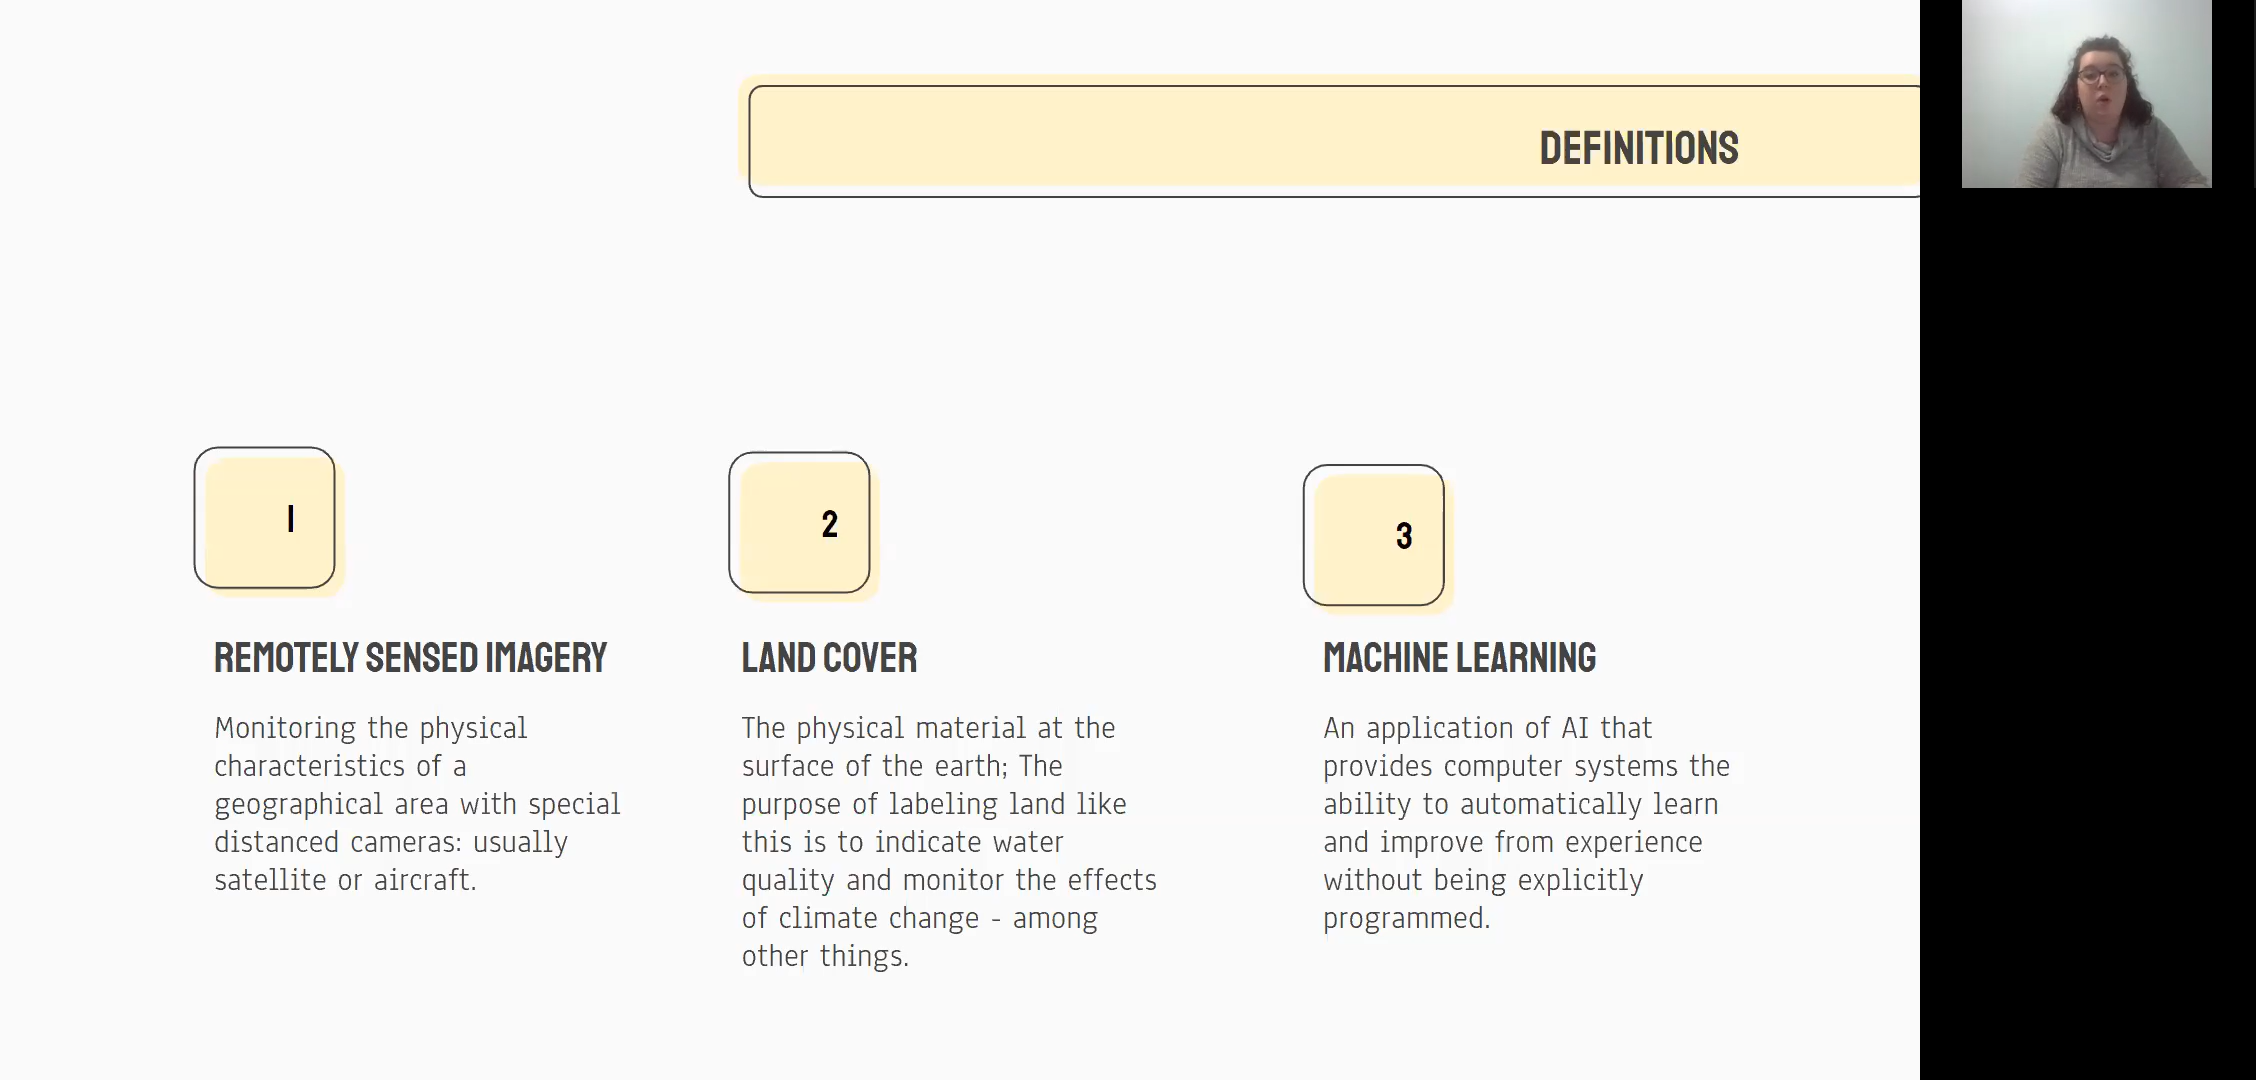 DEFINITIONS
1
REMOTELY SENSED IMAGERY
Monitoring the physical
characteristics of a
geographical area with special
distanced cameras: usually
satellite or aircraft.
2
LAND COVER
The physical material at the
surface of the earth; The
purpose of labeling land like
this is to indicate water
quality and monitor the effects
of climate change - among
other things.
3
MACHINE LEARNING
An application of AI that
provides computer systems the
ability to automatically learn
and improve from experience
without being explicitly
programmed.